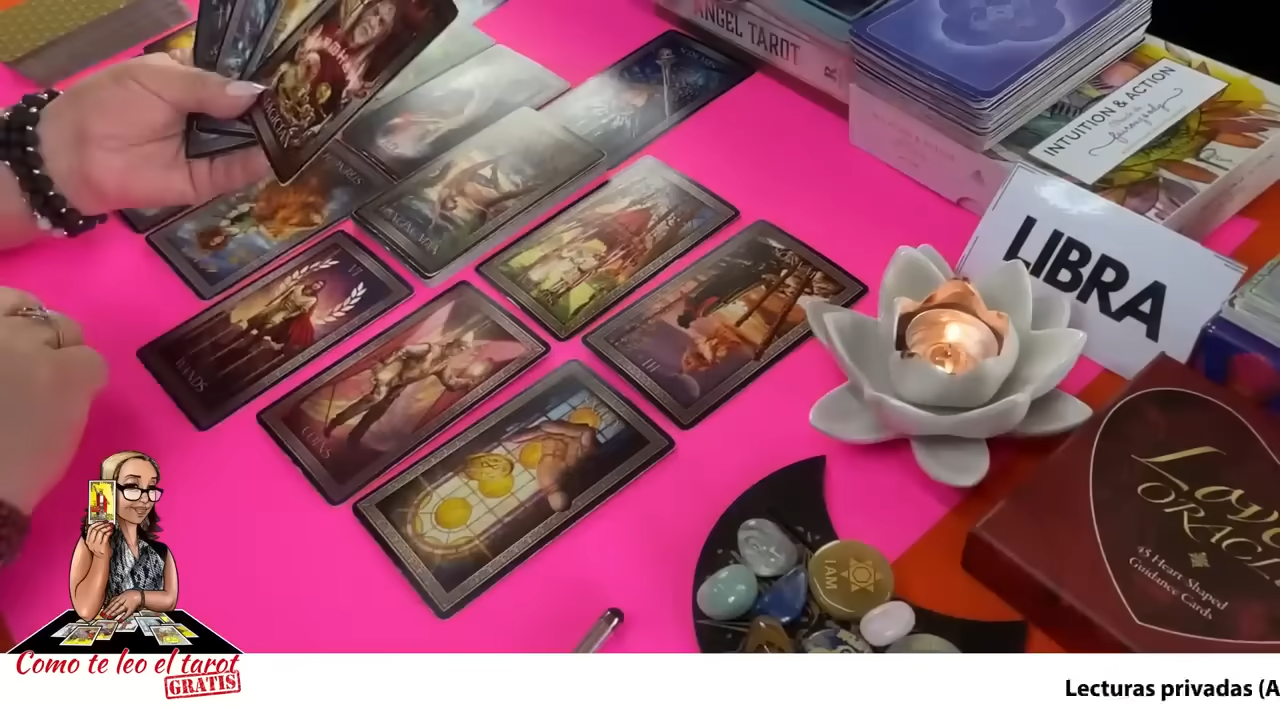 ANGEL TAROT
INTUITION & ACTION
LIBRA
VI
WANDS
COINS
III
Love
ORACLE
45 Heart-Shaped
Guidance Cards
I AM
Como te leo el tarot
GRATIS
Lecturas privadas (A